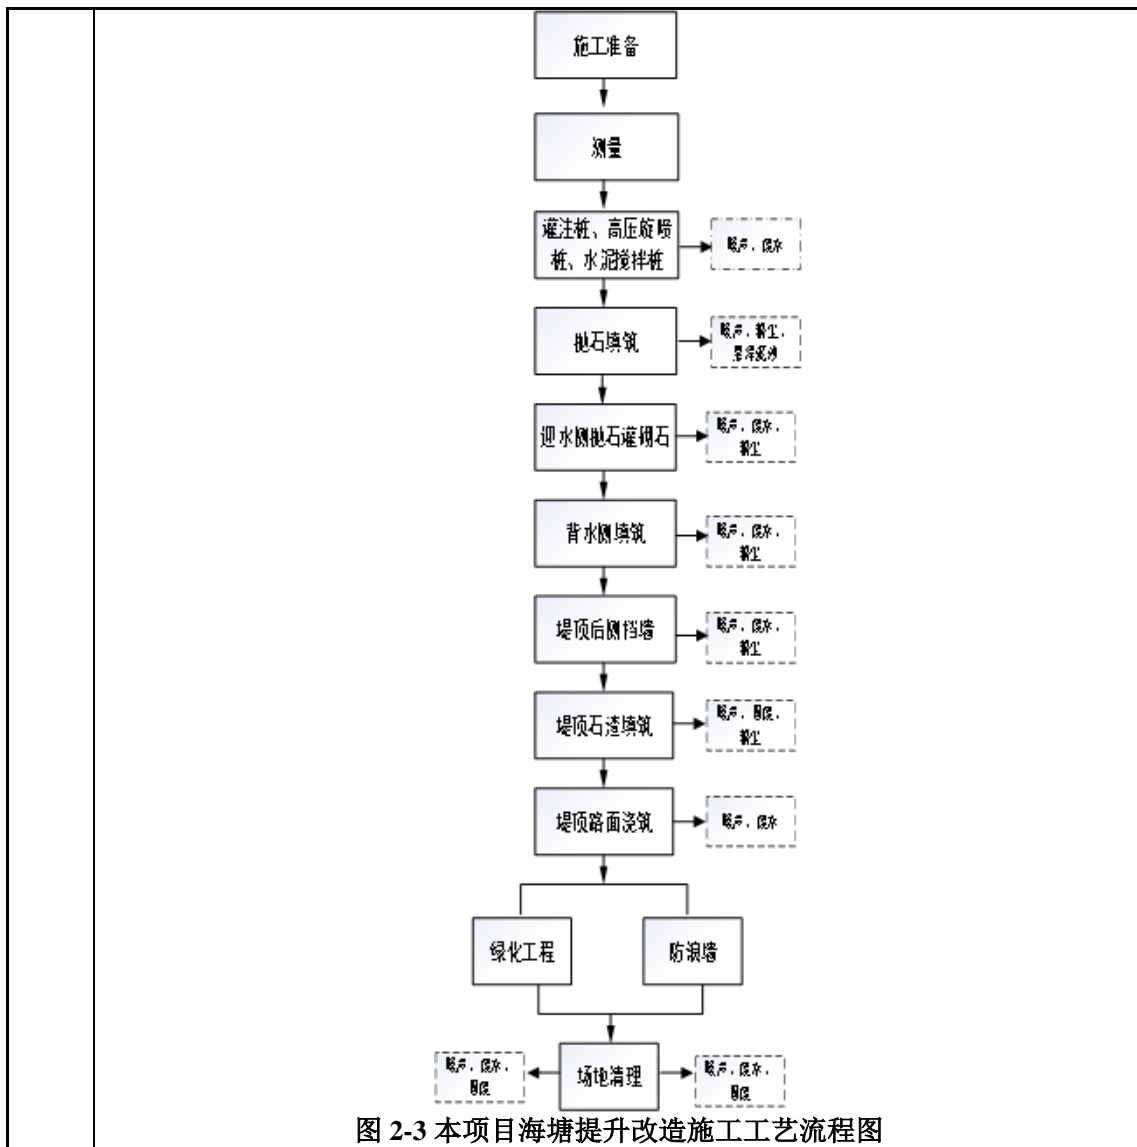 施工准备
测量
灌注桩、高压旋喷
桩、水泥搅拌桩
噪声、废水
抛石填筑
噪声、粉尘、
悬浮泥沙
迎水侧抛石灌砌石
噪声、废水、
粉尘
背水侧填筑
噪声、废水、
粉尘
堤顶后侧挡墙
噪声、废水、
粉尘
堤顶石渣填筑
噪声、固废、
粉尘
堤顶路面浇筑
噪声、废水
绿化工程
防浪墙
噪声、废水、
固废
场地清理
噪声、废水、
固废
图 2-3 本项目海塘提升改造施工工艺流程图